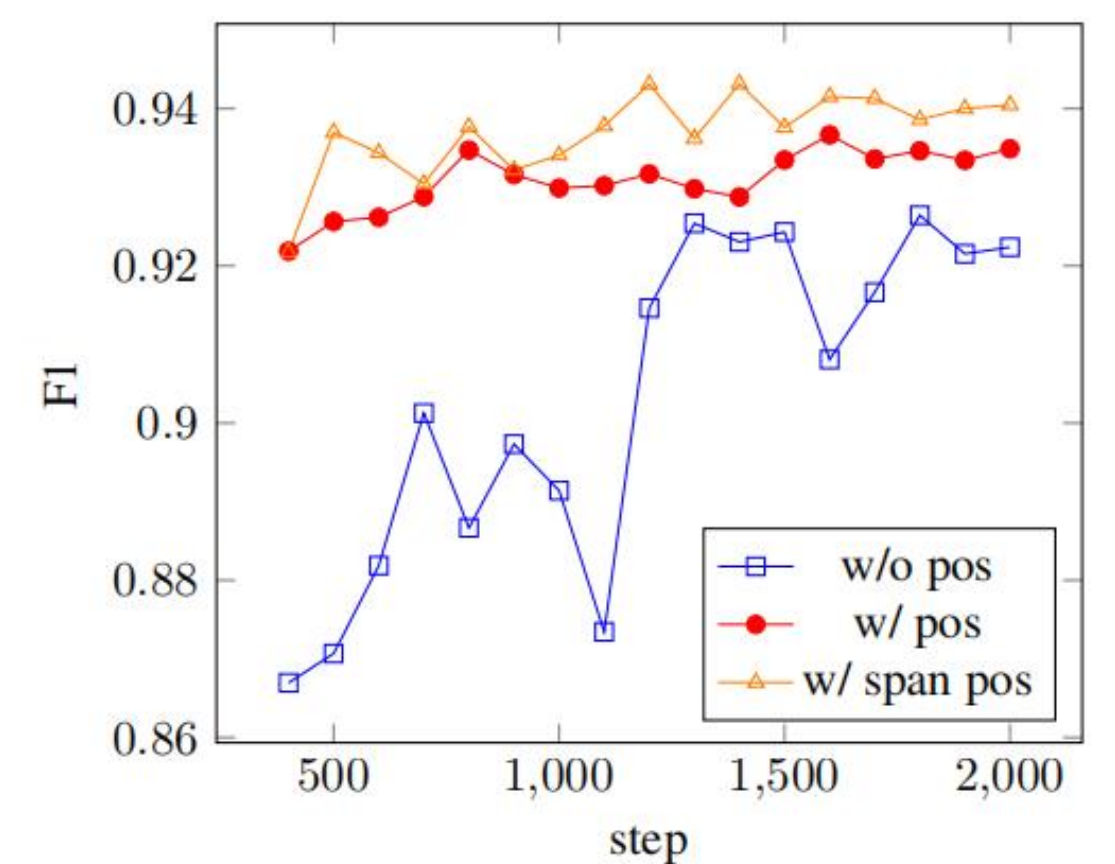 0.94
0.92
0.9
0.88
0.86
F1
w/o pos
w/ pos
w/ span pos
500 1,000 1,500 2,000
step